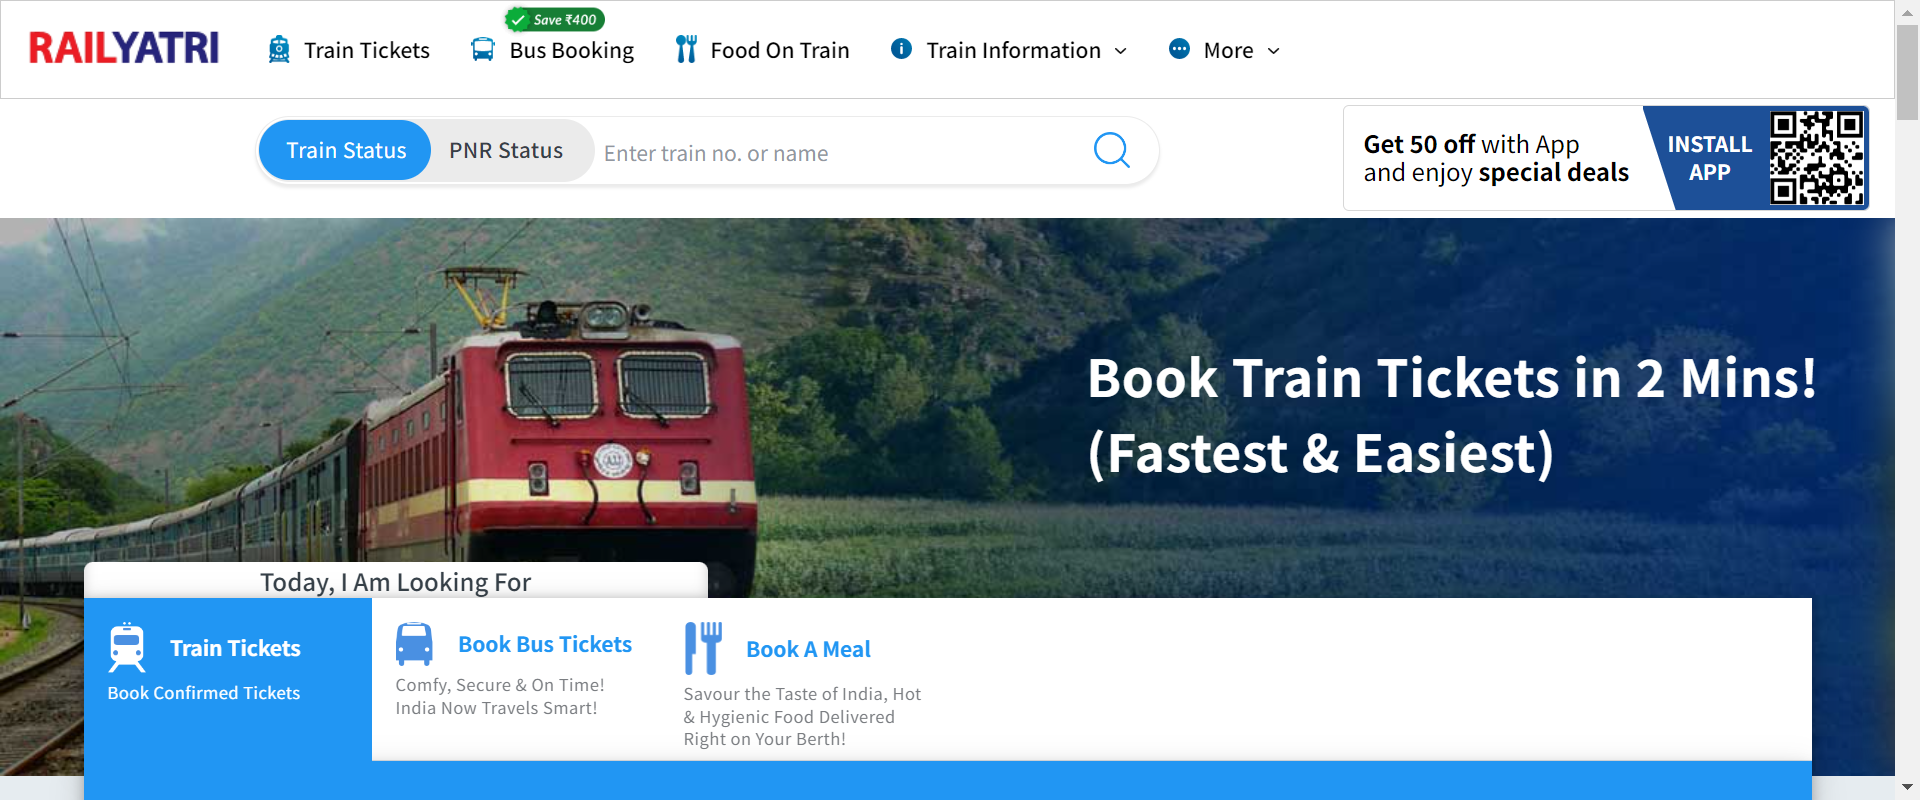 Save ₹400
RAILYATRI
Train Tickets
Bus Booking
Food On Train
Train Information
More
Train Status
PNR Status
Enter train no. or name
Get 50 off with App
and enjoy special deals
INSTALL
APP
Book Train Tickets in 2 Mins!
(Fastest & Easiest)
Today, I Am Looking For
Train Tickets
Book Confirmed Tickets
Book Bus Tickets
Comfy, Secure & On Time!
India Now Travels Smart!
Book A Meal
Savour the Taste of India, Hot
& Hygienic Food Delivered
Right on Your Berth!